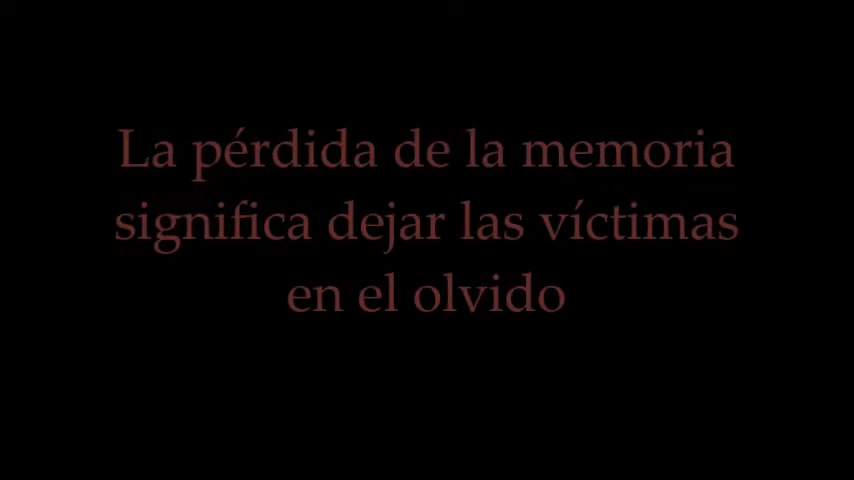 La pérdida de la memoria
significa dejar las víctimas
en el olvido